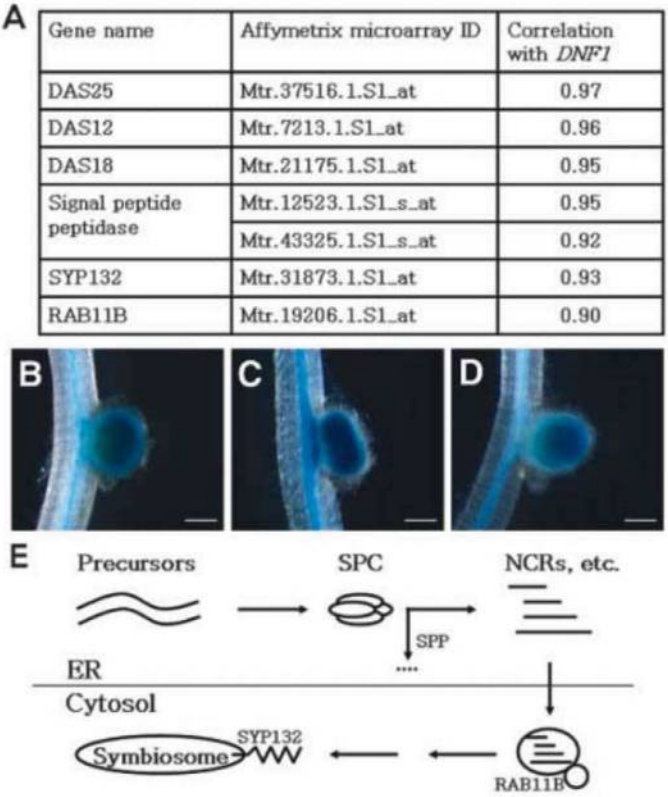 A
Gene name Affymetrix microarray ID Correlation
with DNF1
DAS25 Mtr.37516.1.S1_at 0.97
DAS12 Mtr.7213.1.S1_at 0.96
DAS18 Mtr.21175.1.S1_at 0.95
Signal peptide Mtr.12523.1.S1_s_at 0.95
peptidase Mtr.43325.1.S1_s_at 0.92
SYP132 Mtr.31873.1.S1_at 0.93
RAB11B Mtr.19206.1.S1_at 0.90
B C D
E
Precursors SPC NCRs, etc.
SPP
ER
Cytosol
SYP132
Symbiosome
RAB11B